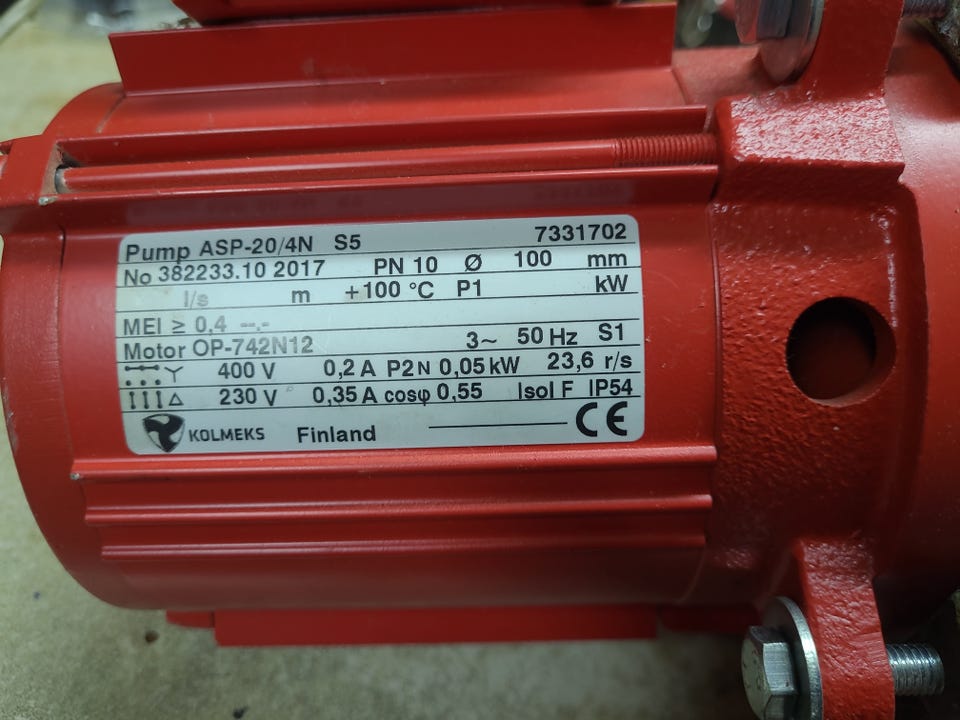 Pump ASP-20/4N S5 7331702
No 382233.10 2017 PN 10 Ø 100 mm
l/s m +100 °C P1 kW
MEI ≥ 0,4 --.-
Motor OP-742N12 3~ 50 Hz S1
400 V 0,2 A P2N 0,05 kW 23,6 r/s
230 V 0,35 A cosφ 0,55 Isol F IP54
KOLMEKS Finland CE